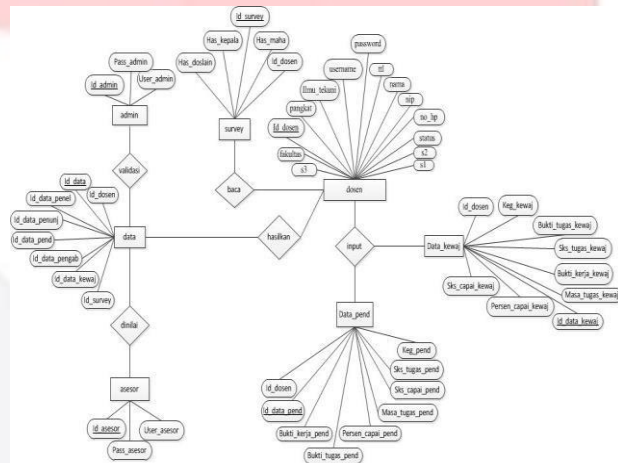 Id_survey
Has_kepala
Has_maha
Has_doslain
Id_dosen
survey
Pass_admin
Id_admin
User_admin
admin
validasi
password
username
ttl
Ilmu_tekuni
nama
pangkat
nip
no_hp
Id_dosen
status
fakultas
s2
s3
s1
dosen
baca
Id_data
Id_dosen
Id_data_penel
Id_data_penunj
Id_data_pend
Id_data_pengab
Id_data_kewaj
Id_survey
data
hasilkan
input
Id_dosen
Keg_kewaj
Bukti_tugas_kewaj
Sks_tugas_kewaj
Bukti_kerja_kewaj
Masa_tugas_kewaj
Id_data_kewaj
Persen_capai_kewaj
Sks_capai_kewaj
Data_kewaj
dinilai
Data_pend
Keg_pend
Sks_tugas_pend
Sks_capai_pend
Masa_tugas_pend
Persen_capai_pend
Bukti_tugas_pend
Bukti_kerja_pend
Id_data_pend
Id_dosen
asesor
Id_asesor
User_asesor
Pass_asesor